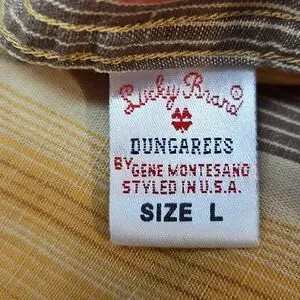 Lucky Brand
DUNGAREES
BY GENE MONTESANO
STYLED IN U.S.A.
SIZE L